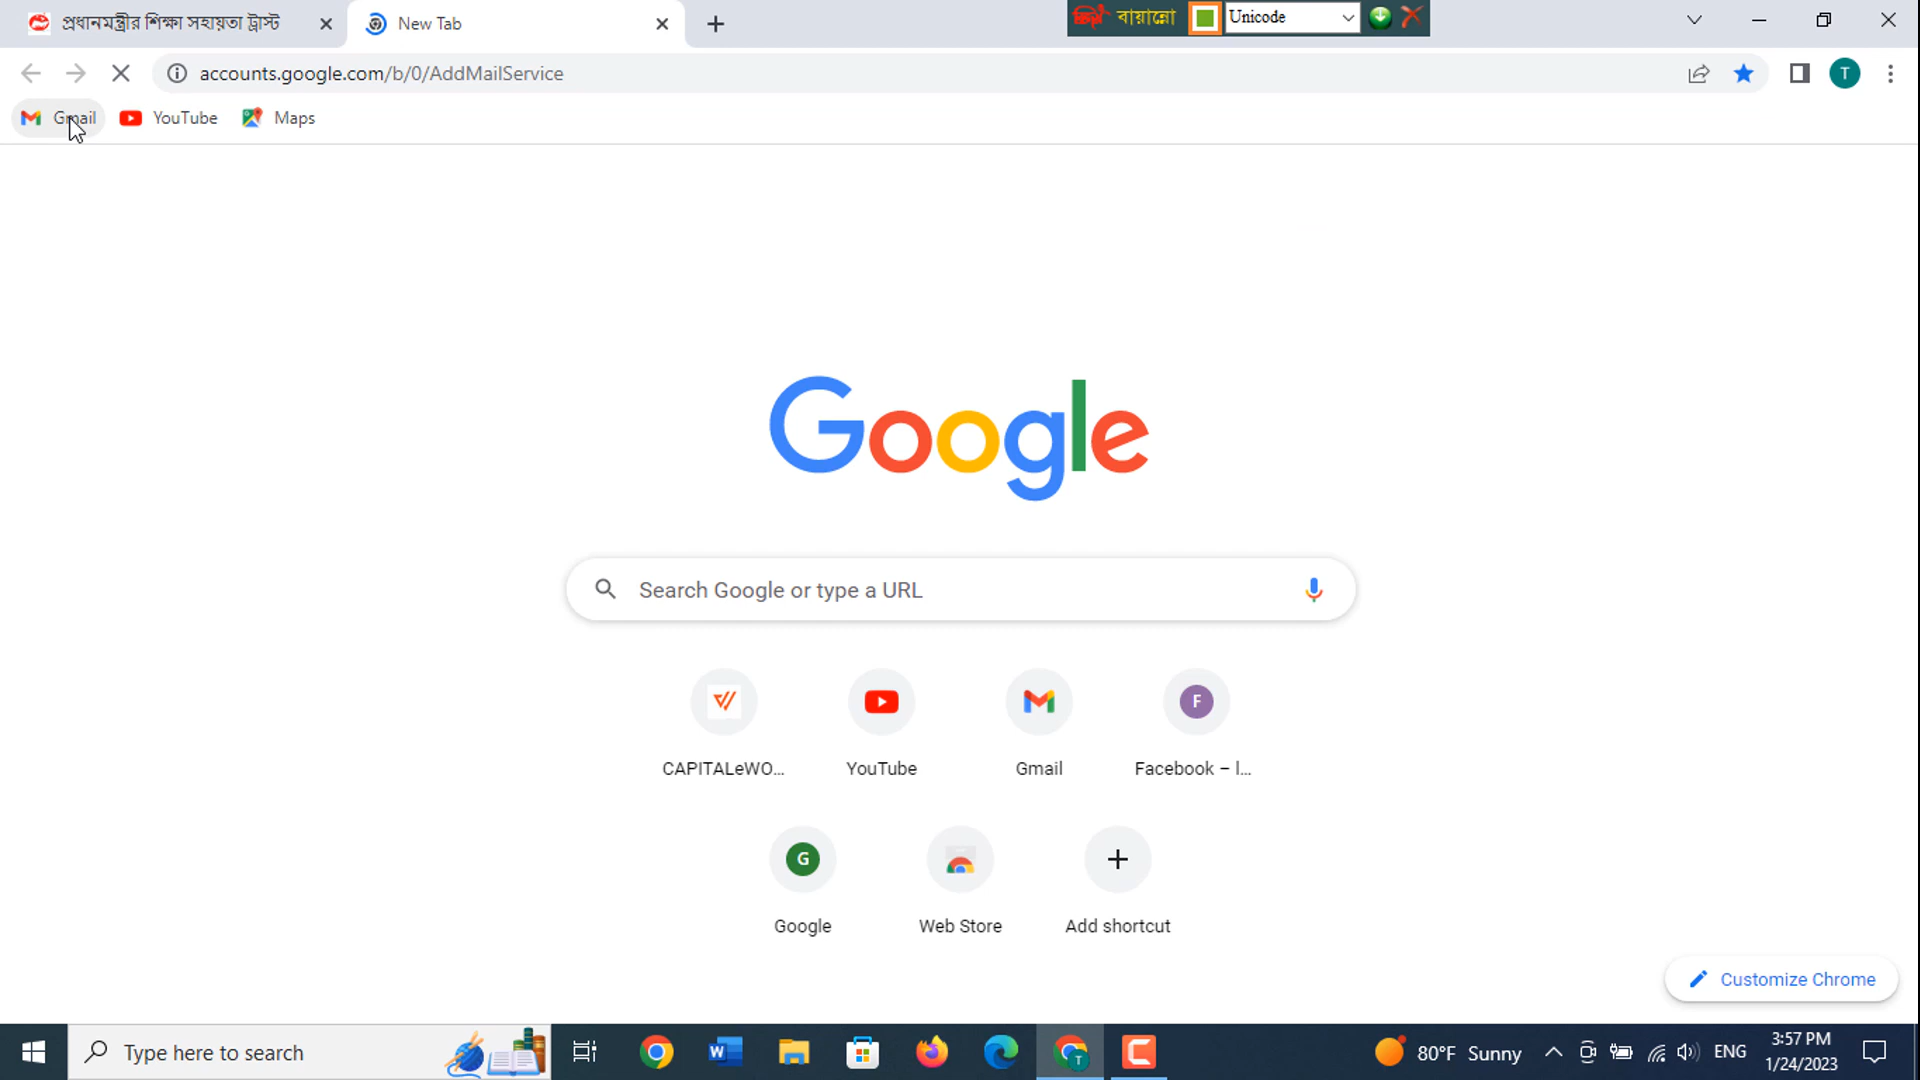 প্রধানমন্ত্রীর শিক্ষা সহায়তা ট্রাস্ট
New Tab
বায়ান্নো
Unicode
accounts.google.com/b/0/AddMailService
T
Gmail
YouTube
Maps
Google
Search Google or type a URL
CAPITALeWO...
YouTube
Gmail
F
Facebook – l...
G
Google
Web Store
Add shortcut
Customize Chrome
Type here to search
80°F Sunny
ENG
3:57 PM
1/24/2023